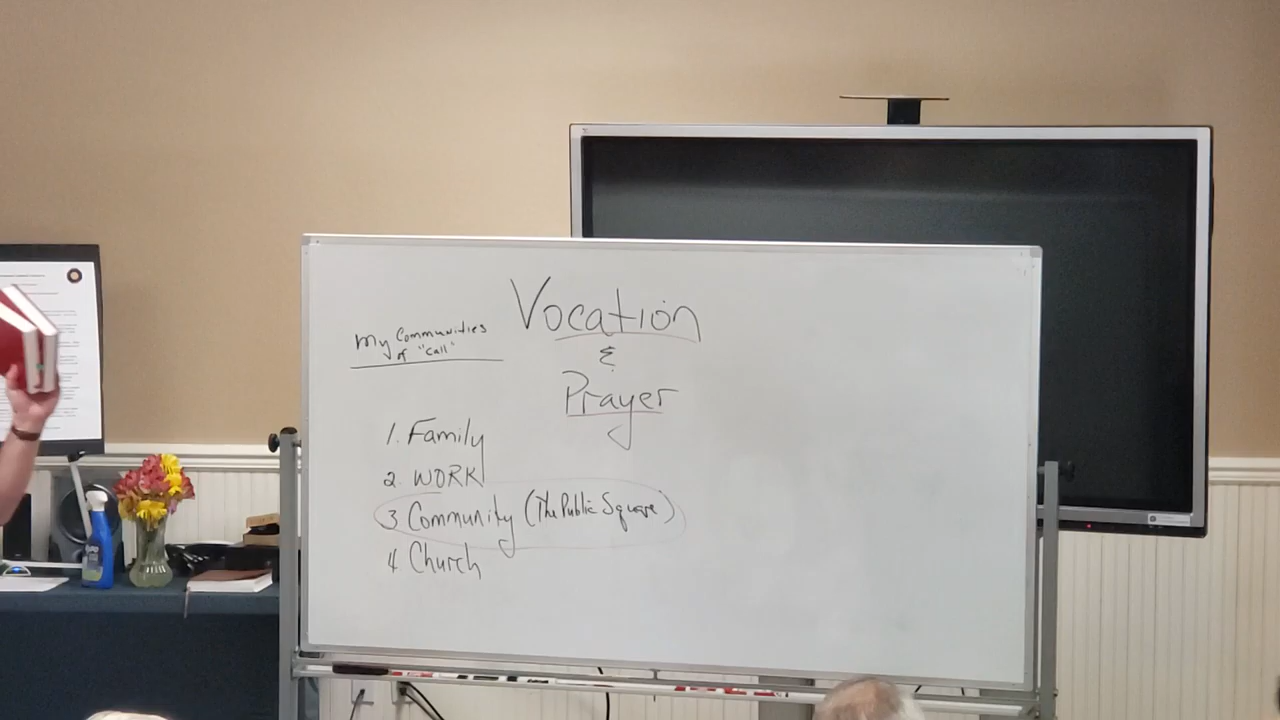 Vocation
&
Prayer
My Communities
of "Call"
1. Family
2. WORK
3 Community (The Public Square)
4 Church